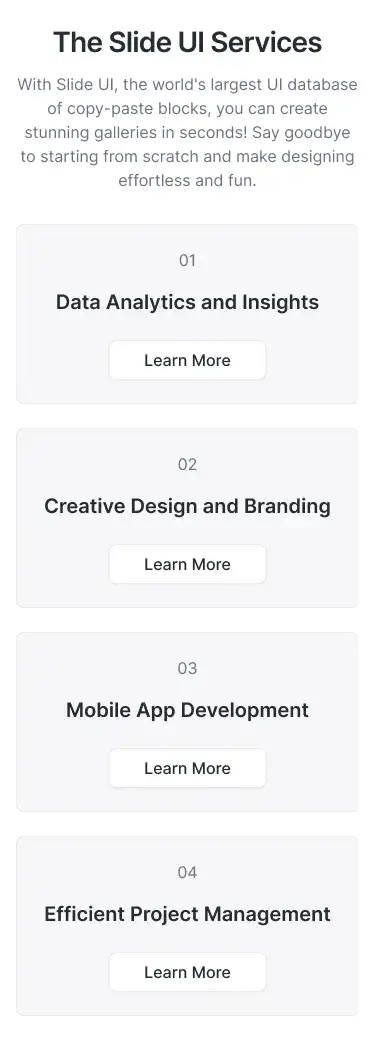 The Slide UI Services
With Slide UI, the world's largest UI database
of copy-paste blocks, you can create
stunning galleries in seconds! Say goodbye
to starting from scratch and make designing
effortless and fun.
01
Data Analytics and Insights
Learn More
02
Creative Design and Branding
Learn More
03
Mobile App Development
Learn More
04
Efficient Project Management
Learn More